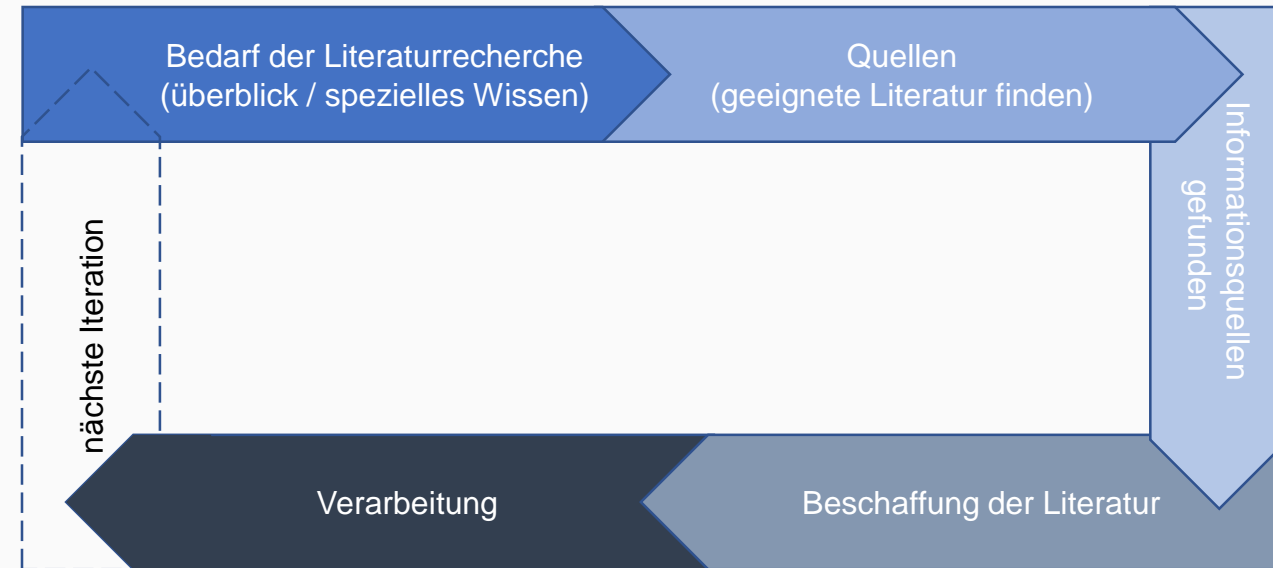 Bedarf der Literaturrecherche
(überblick / spezielles Wissen)
Quellen
(geeignete Literatur finden)
Informationsquellen
gefunden
Beschaffung der Literatur
Verarbeitung
nächste Iteration